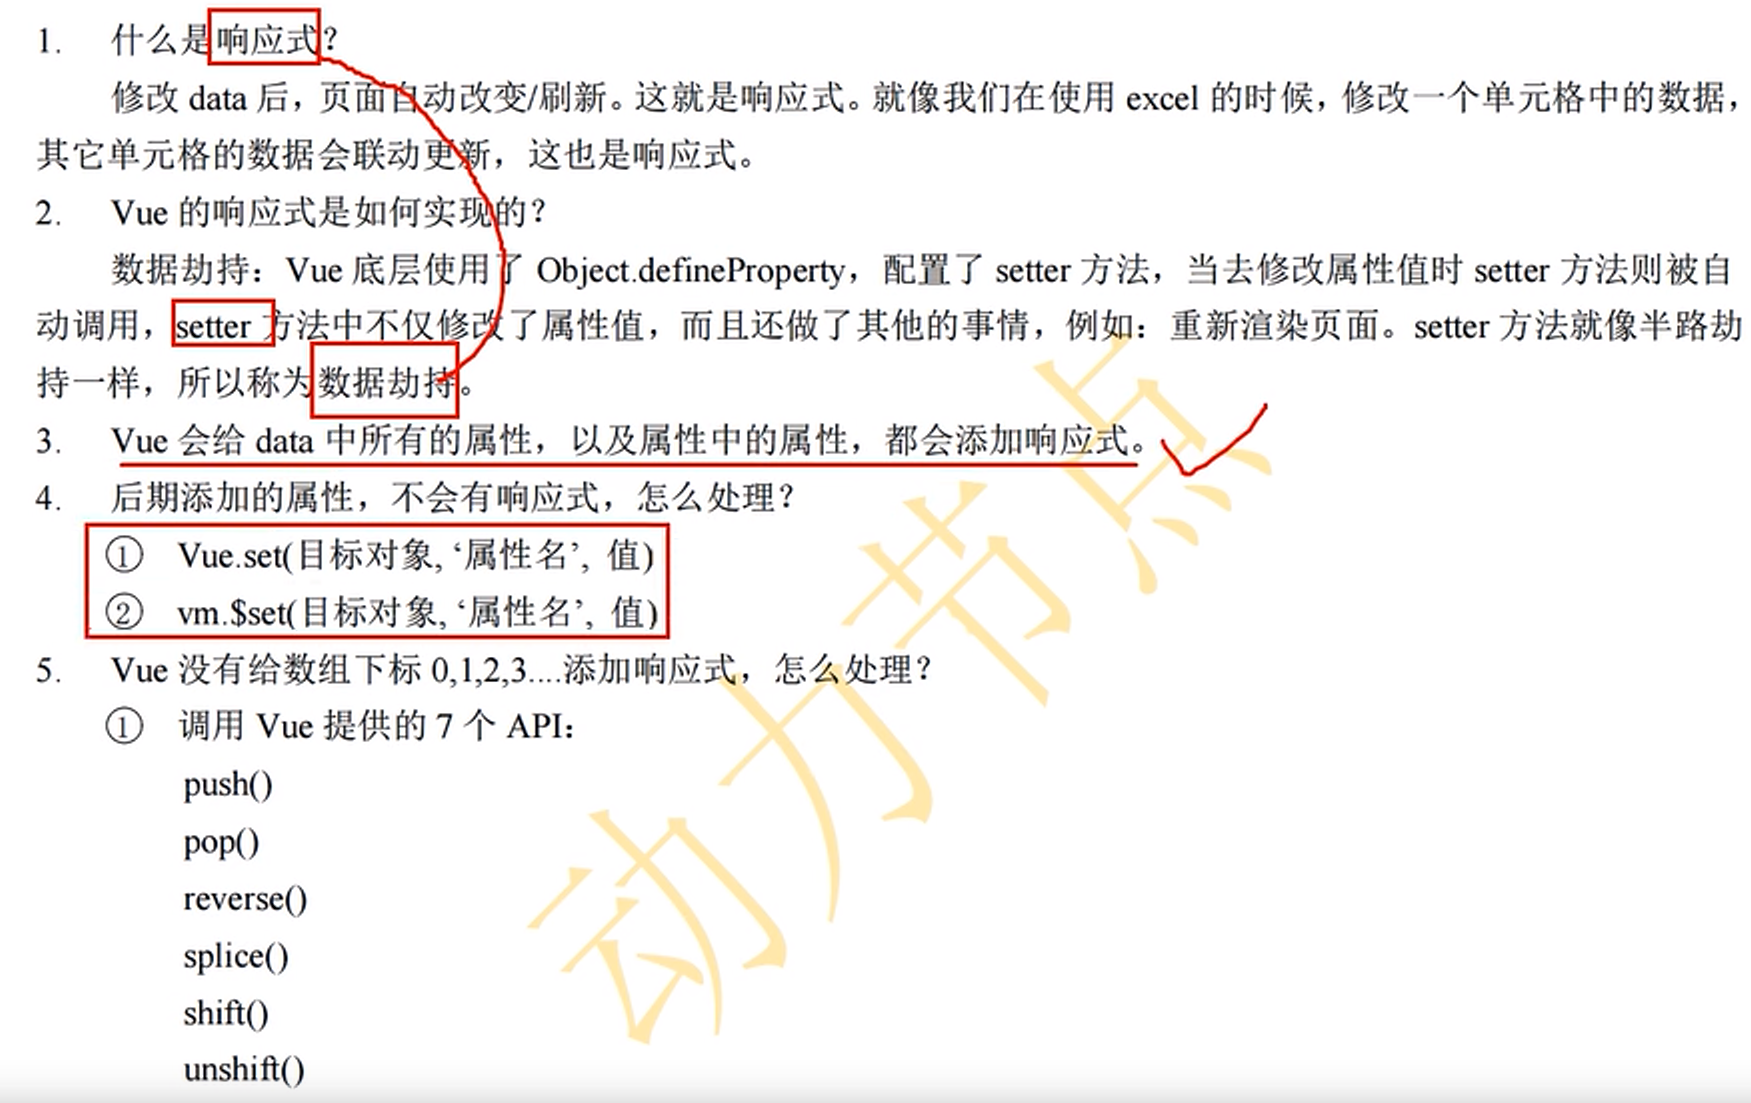 1. 什么是响应式？
修改 data 后，页面自动改变/刷新。这就是响应式。就像我们在使用 excel 的时候，修改一个单元格中的数据，
其它单元格的数据会联动更新，这也是响应式。
2. Vue 的响应式是如何实现的？
数据劫持：Vue 底层使用了 Object.defineProperty，配置了 setter 方法，当去修改属性值时 setter 方法则被自
动调用，setter 方法中不仅修改了属性值，而且还做了其他的事情，例如：重新渲染页面。setter 方法就像半路劫
持一样，所以称为数据劫持。
3. Vue 会给 data 中所有的属性，以及属性中的属性，都会添加响应式。
4. 后期添加的属性，不会有响应式，怎么处理？
① Vue.set(目标对象, ‘属性名’, 值)
② vm.$set(目标对象, ‘属性名’, 值)
5. Vue 没有给数组下标 0,1,2,3....添加响应式，怎么处理？
① 调用 Vue 提供的 7 个 API：
push()
pop()
reverse()
splice()
shift()
unshift()
动力节点